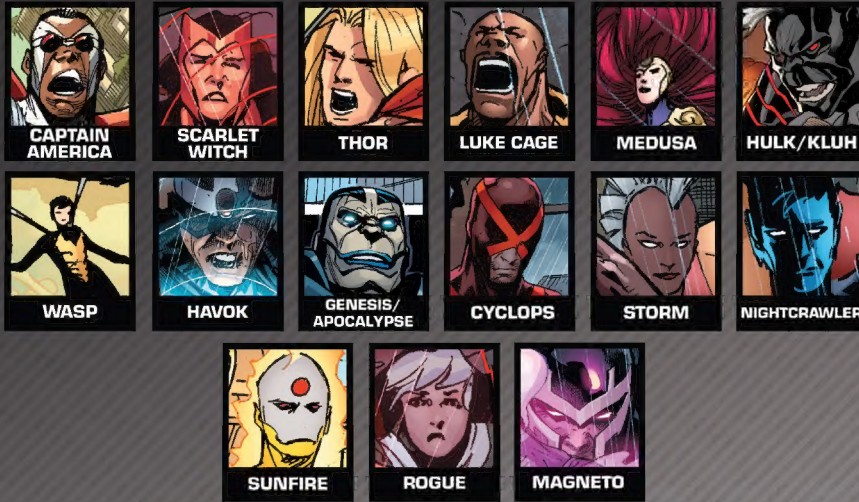 CAPTAIN
AMERICA
SCARLET
WITCH
THOR
LUKE CAGE
MEDUSA
HULK/KLUH
WASP
HAVOK
GENESIS/
APOCALYPSE
CYCLOPS
STORM
NIGHTCRAWLER
SUNFIRE
ROGUE
MAGNETO